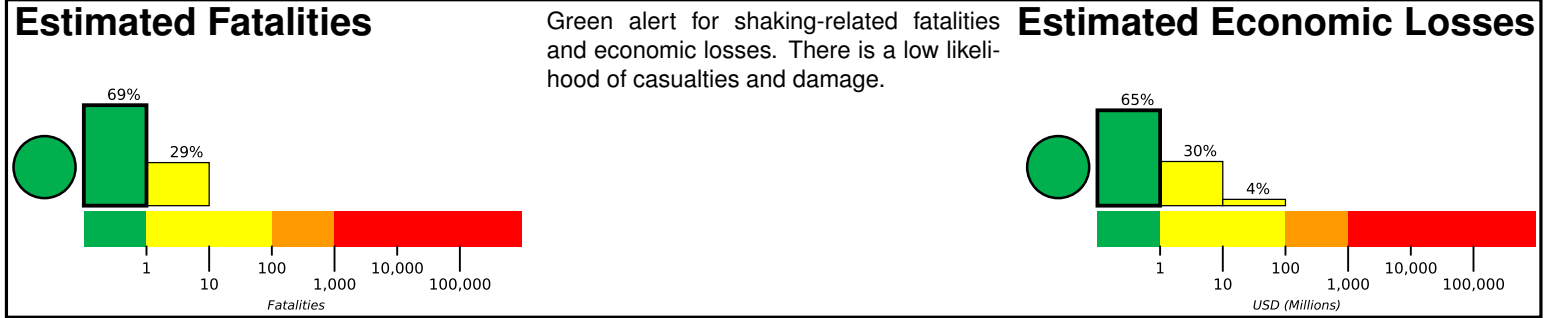 Estimated Fatalities
69%
29%
1
10
100
1,000
10,000
100,000
Fatalities
Green alert for shaking-related fatalities
and economic losses. There is a low likeli-
hood of casualties and damage.
Estimated Economic Losses
65%
30%
4%
1
10
100
1,000
10,000
100,000
USD (Millions)